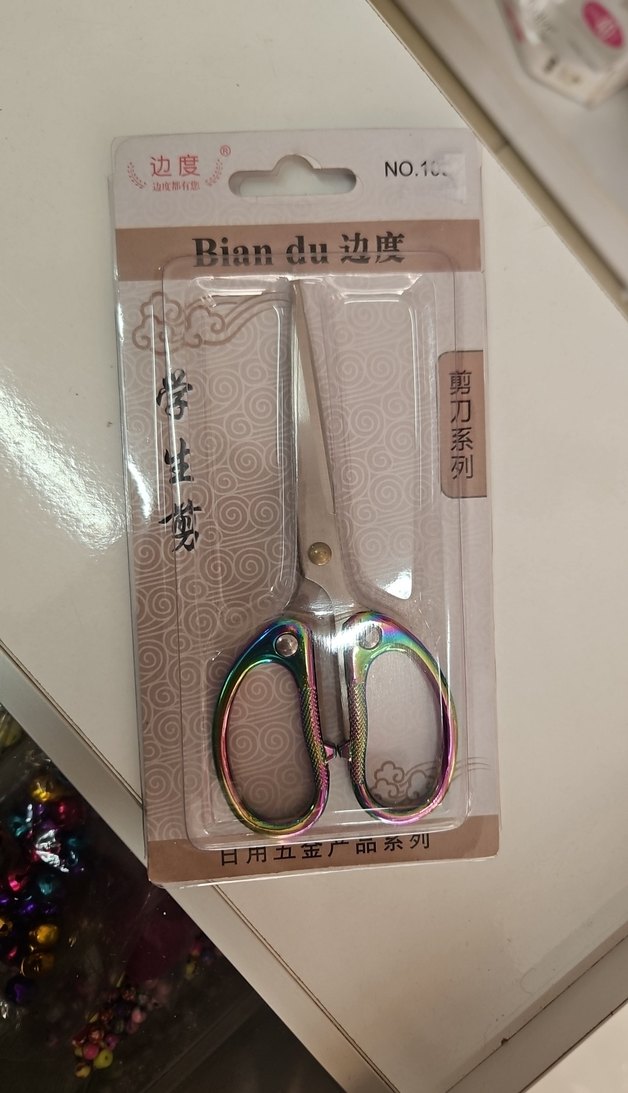 边度®
边度都有您
Bian du 边度
学生剪
剪刀系列
日用五金产品系列